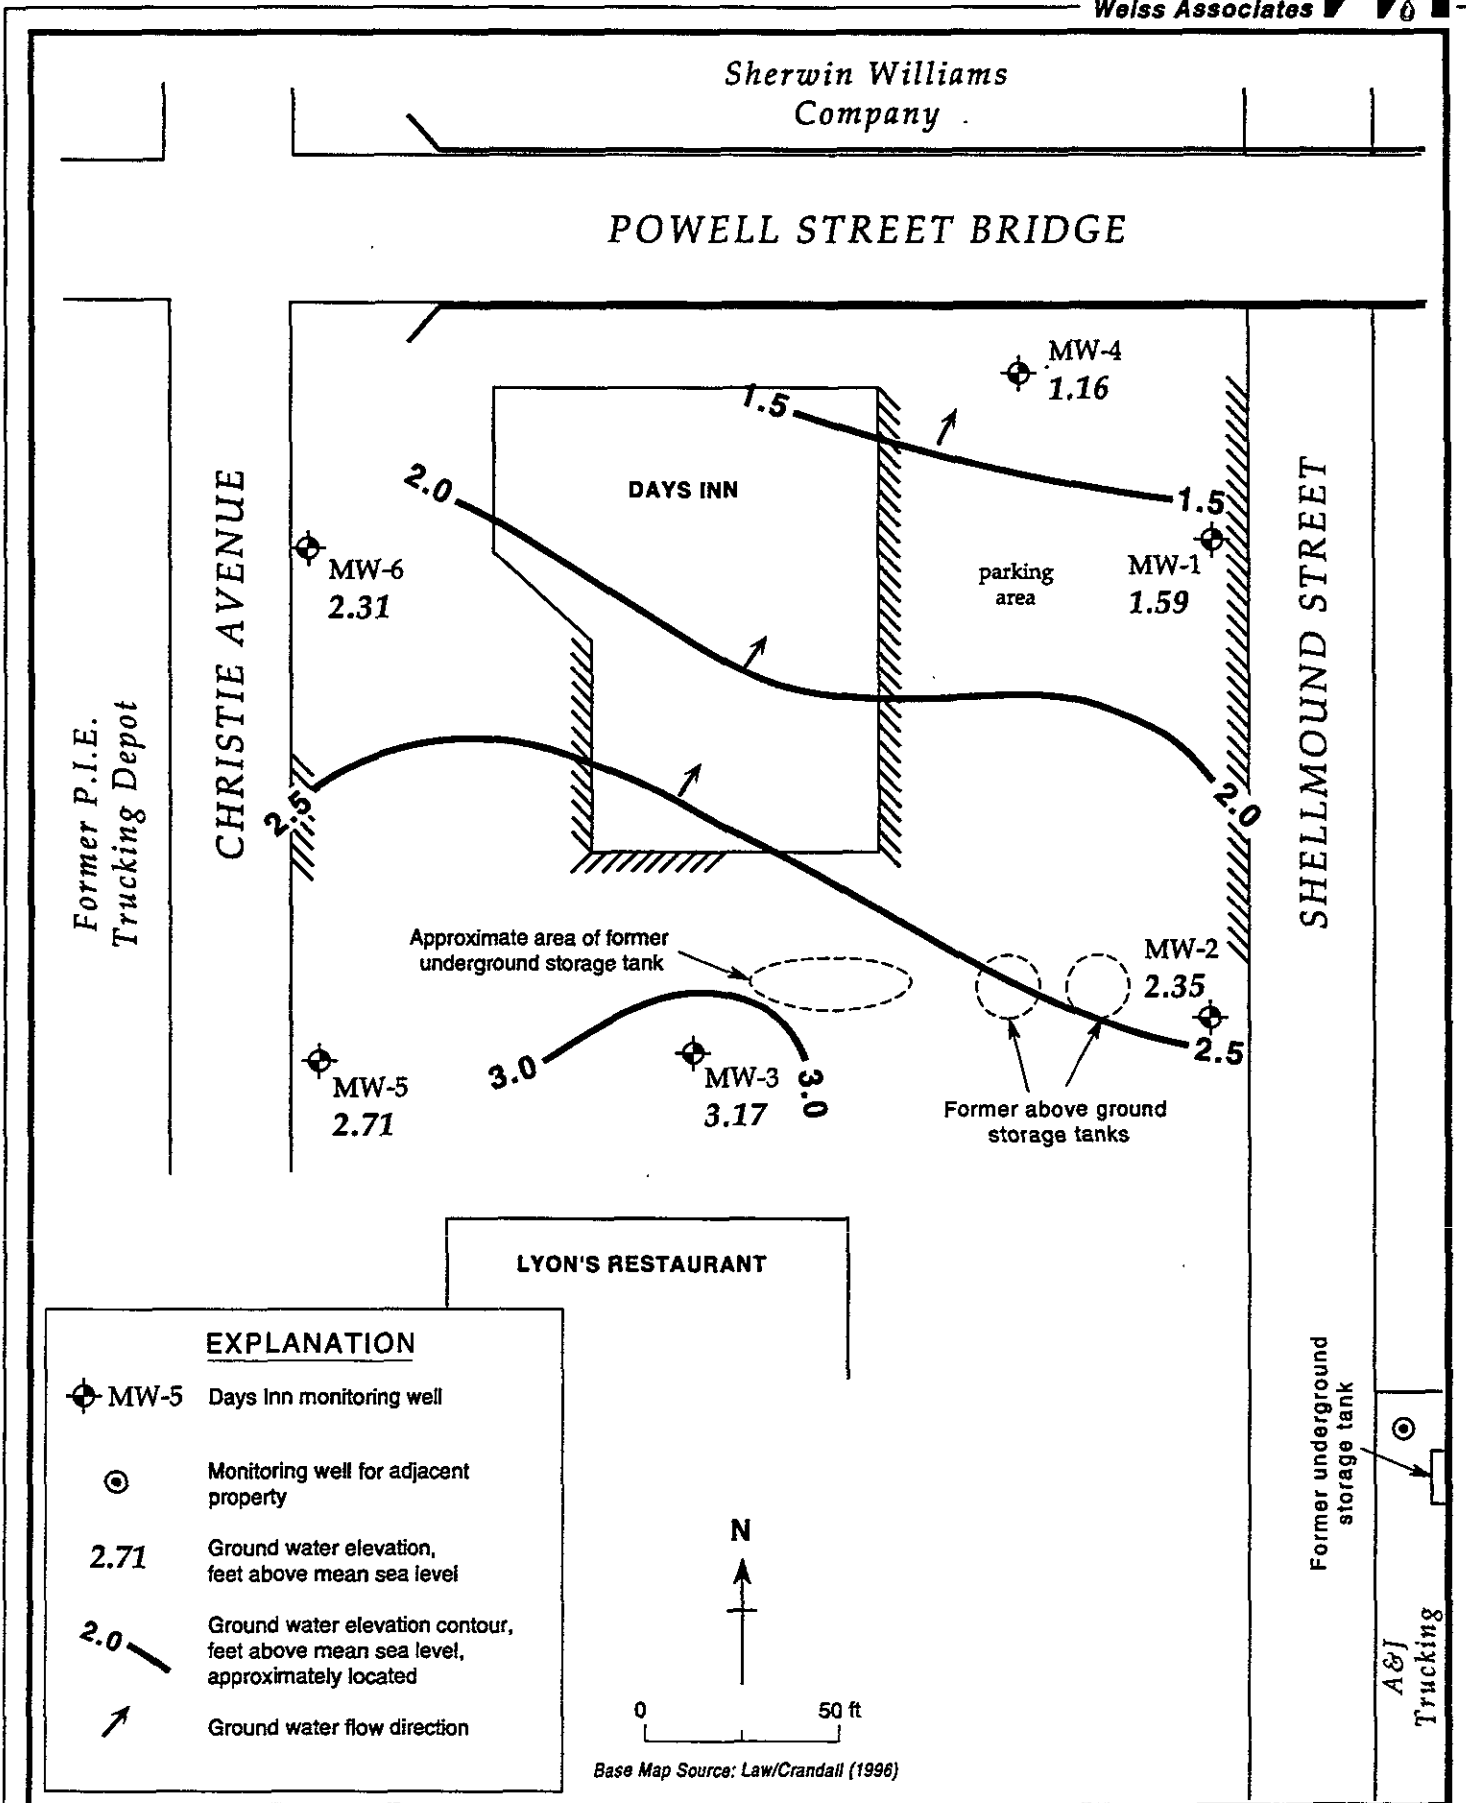 Weiss Associates
Sherwin Williams
Company
POWELL STREET BRIDGE
MW-4
1.16
1.5
2.0
DAYS INN
1.5
MW-6
2.31
parking
area
MW-1
1.59
CHRISTIE AVENUE
SHELLMOUND STREET
Former P.I.E.
Trucking Depot
2.5
2.0
Approximate area of former
underground storage tank
MW-2
2.35
2.5
3.0
MW-5
2.71
MW-3
3.17
3.0
Former above ground
storage tanks
LYON'S RESTAURANT
EXPLANATION
MW-5 Days Inn monitoring well
Monitoring well for adjacent
property
2.71 Ground water elevation,
feet above mean sea level
2.0 Ground water elevation contour,
feet above mean sea level,
approximately located
Ground water flow direction
N
0 50 ft
Base Map Source: Law/Crandall (1996)
Former underground
storage tank
A&J
Trucking